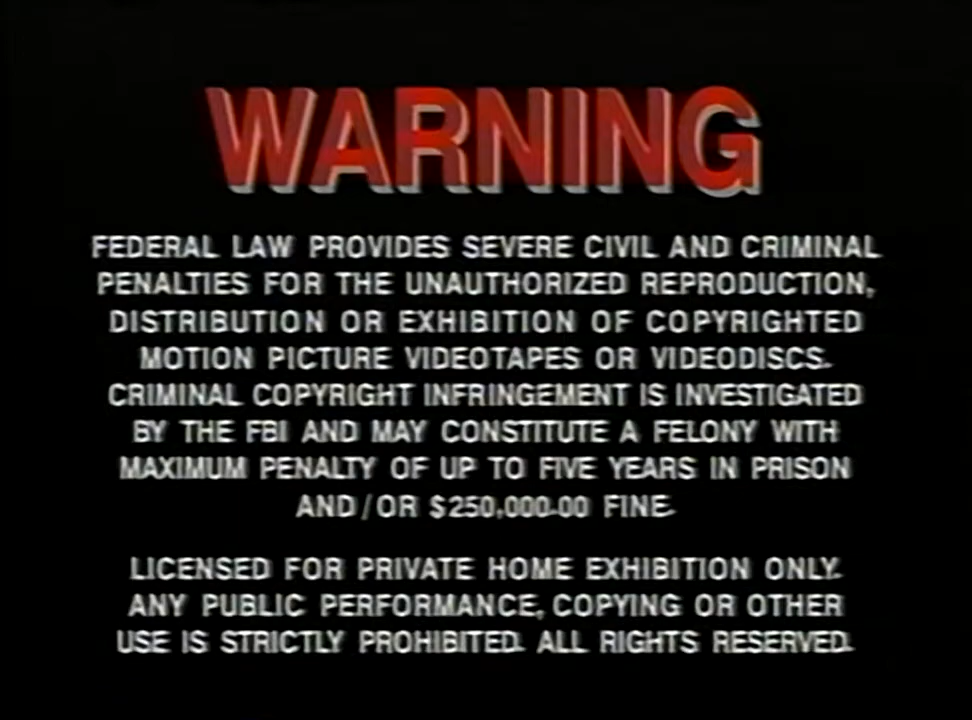 WARNING
FEDERAL LAW PROVIDES SEVERE CIVIL AND CRIMINAL
PENALTIES FOR THE UNAUTHORIZED REPRODUCTION,
DISTRIBUTION OR EXHIBITION OF COPYRIGHTED
MOTION PICTURE VIDEOTAPES OR VIDEODISCS.
CRIMINAL COPYRIGHT INFRINGEMENT IS INVESTIGATED
BY THE FBI AND MAY CONSTITUTE A FELONY WITH
MAXIMUM PENALTY OF UP TO FIVE YEARS IN PRISON
AND/OR $250,000.00 FINE.
LICENSED FOR PRIVATE HOME EXHIBITION ONLY.
ANY PUBLIC PERFORMANCE, COPYING OR OTHER
USE IS STRICTLY PROHIBITED. ALL RIGHTS RESERVED.